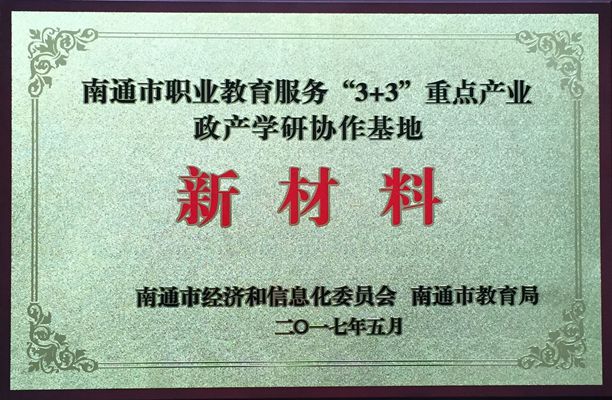 南通市职业教育服务“3+3”重点产业
政产学研协作基地
新材料
南通市经济和信息化委员会 南通市教育局
二〇一七年五月